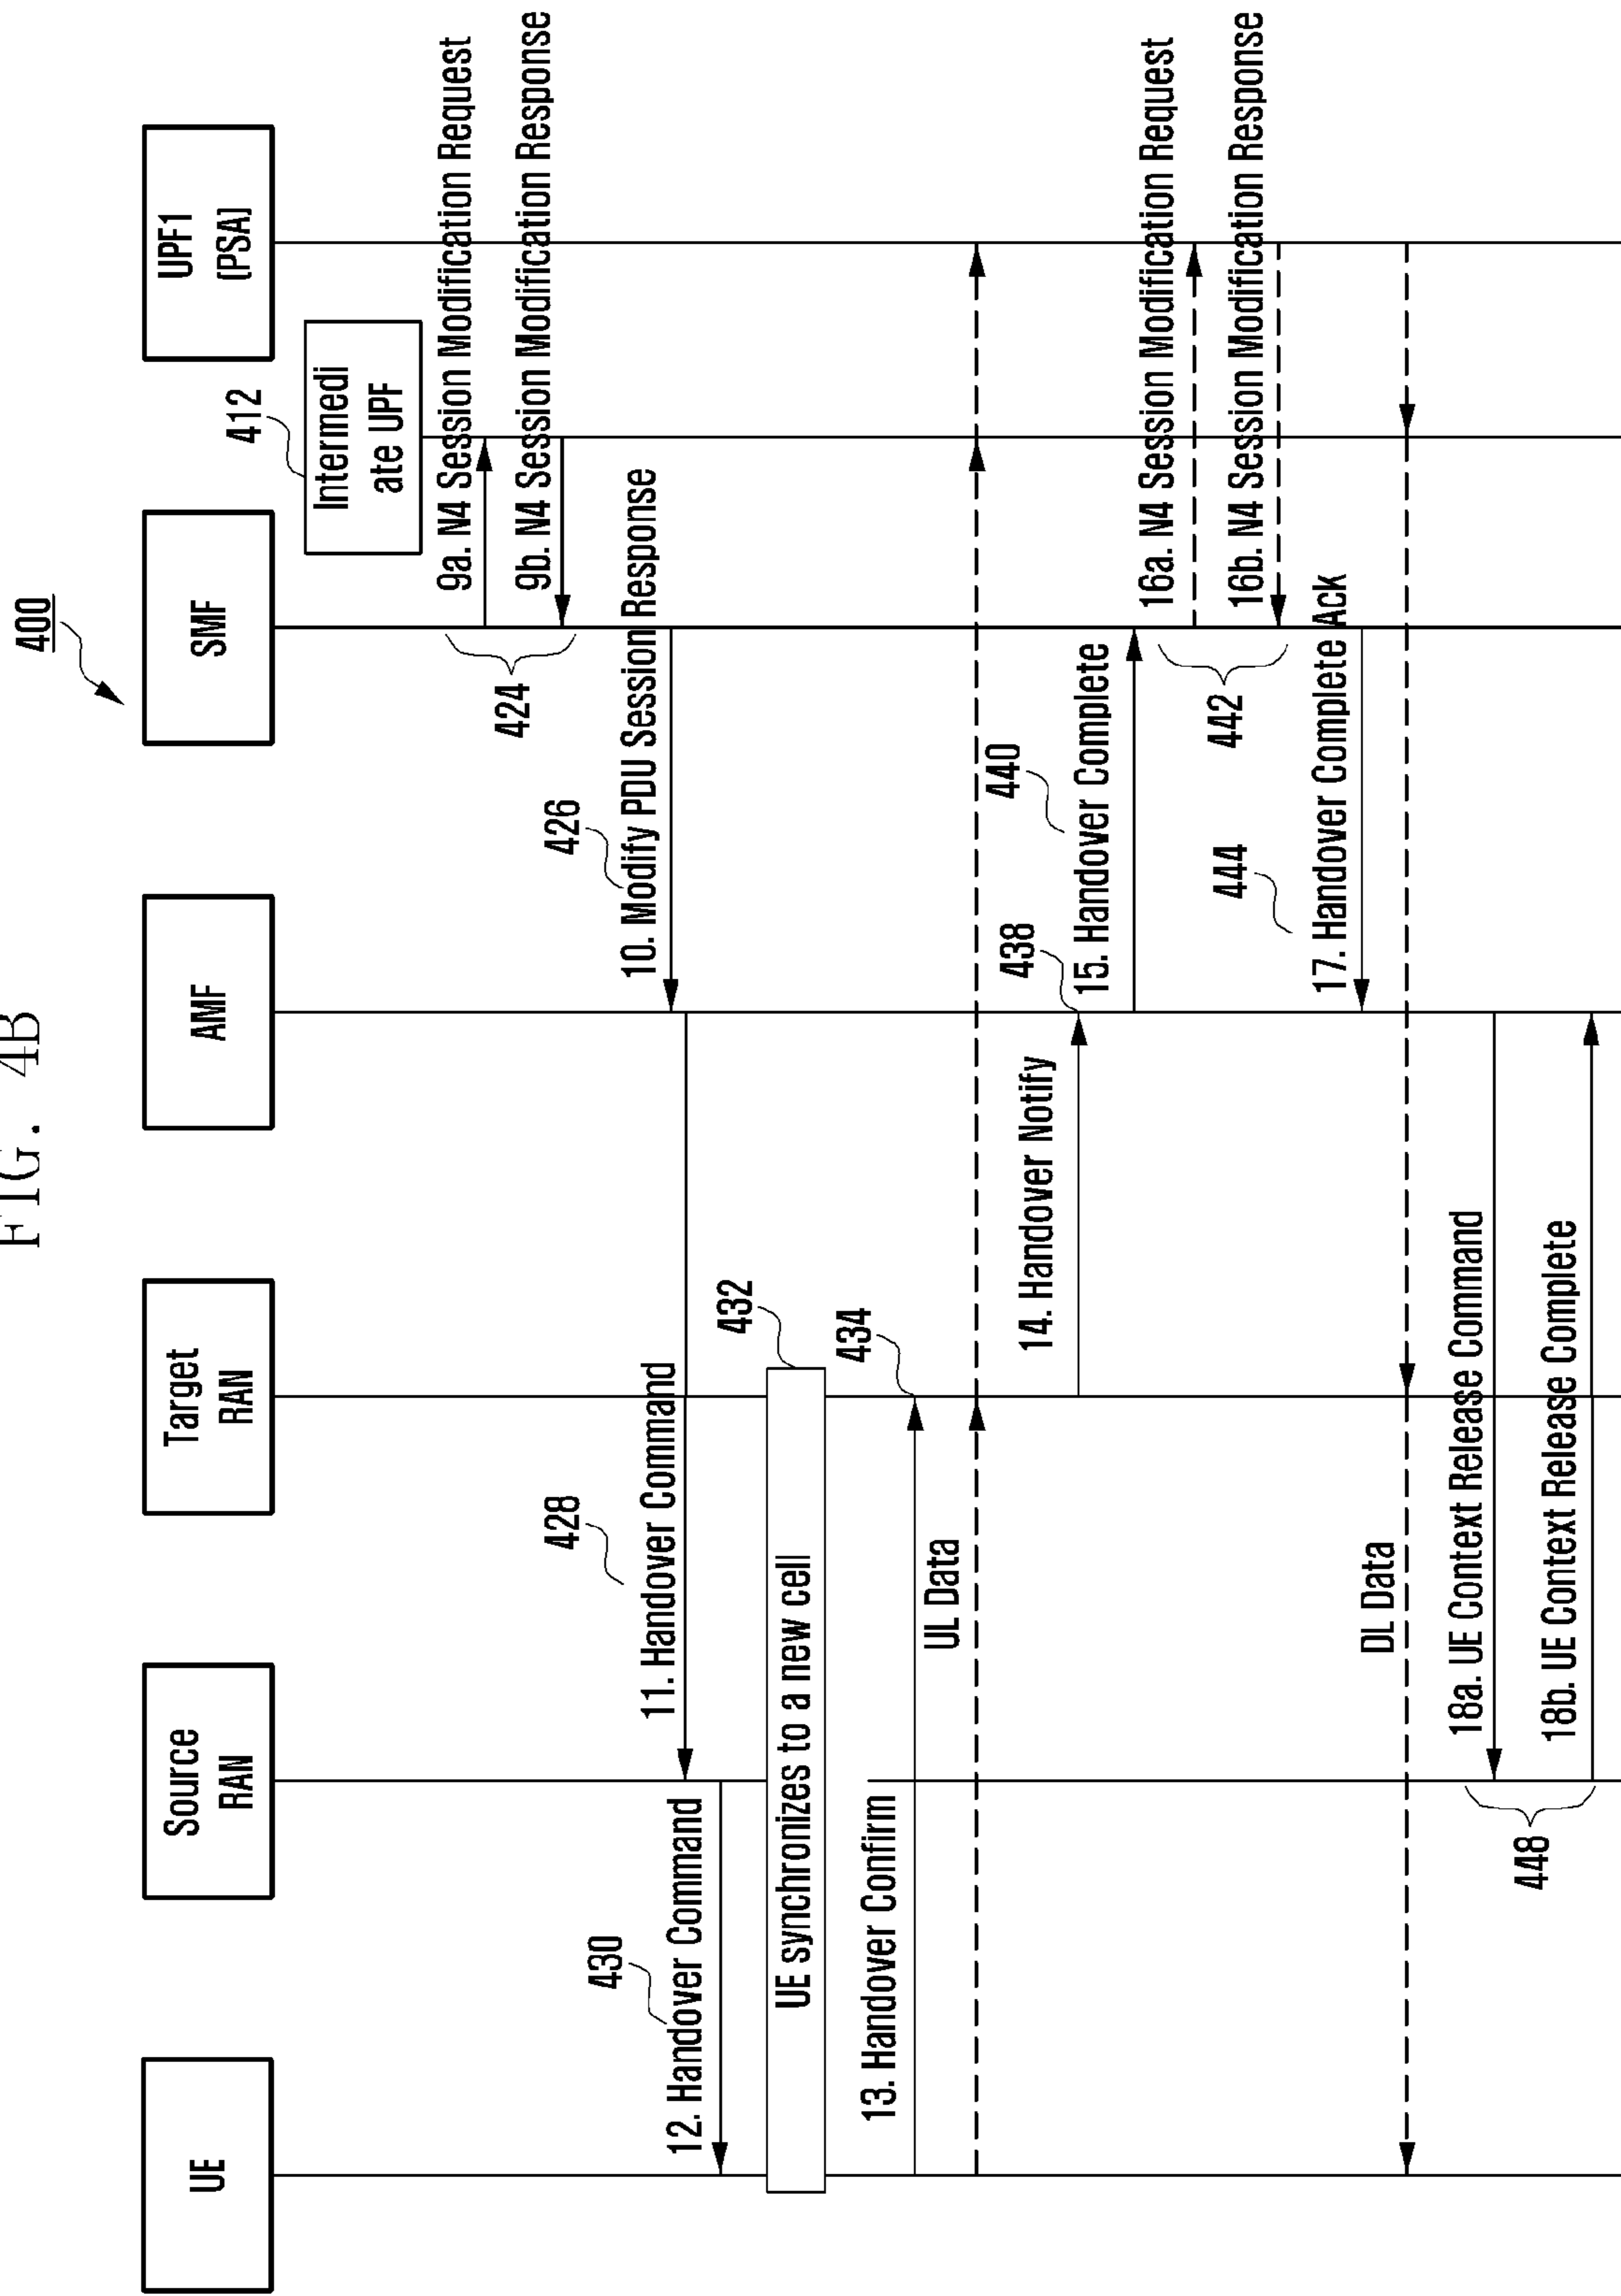 FIG. 4B
400
UE
Source
RAN
Target
RAN
AMF
SMF
UPF1
(PSA)
412
Intermedi
ate UPF
9a. N4 Session Modification Request
9b. N4 Session Modification Response
424
426
10. Modify PDU Session Response
428
11. Handover Command
430
12. Handover Command
432
UE synchronizes to a new cell
434
13. Handover Confirm
UL Data
438
14. Handover Notify
440
15. Handover Complete
16a. N4 Session Modification Request
16b. N4 Session Modification Response
442
444
17. Handover Complete Ack
DL Data
18a. UE Context Release Command
18b. UE Context Release Complete
448